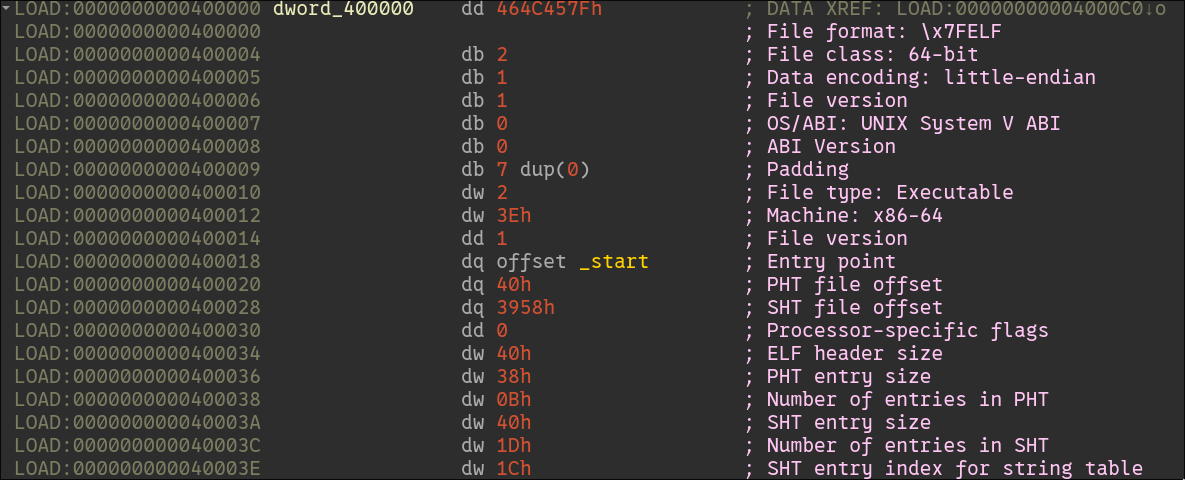 LOAD:0000000000400000 dword_400000    dd 464C457Fh            ; DATA XREF: LOAD:00000000004000C0↓o
LOAD:0000000000400000                                         ; File format: \x7FELF
LOAD:0000000000400004                 db 2                    ; File class: 64-bit
LOAD:0000000000400005                 db 1                    ; Data encoding: little-endian
LOAD:0000000000400006                 db 1                    ; File version
LOAD:0000000000400007                 db 0                    ; OS/ABI: UNIX System V ABI
LOAD:0000000000400008                 db 0                    ; ABI Version
LOAD:0000000000400009                 db 7 dup(0)             ; Padding
LOAD:0000000000400010                 dw 2                    ; File type: Executable
LOAD:0000000000400012                 dw 3Eh                  ; Machine: x86-64
LOAD:0000000000400014                 dd 1                    ; File version
LOAD:0000000000400018                 dq offset _start        ; Entry point
LOAD:0000000000400020                 dq 40h                  ; PHT file offset
LOAD:0000000000400028                 dq 3958h                ; SHT file offset
LOAD:0000000000400030                 dd 0                    ; Processor-specific flags
LOAD:0000000000400034                 dw 40h                  ; ELF header size
LOAD:0000000000400036                 dw 38h                  ; PHT entry size
LOAD:0000000000400038                 dw 0Bh                  ; Number of entries in PHT
LOAD:000000000040003A                 dw 40h                  ; SHT entry size
LOAD:000000000040003C                 dw 1Dh                  ; Number of entries in SHT
LOAD:000000000040003E                 dw 1Ch                  ; SHT entry index for string table